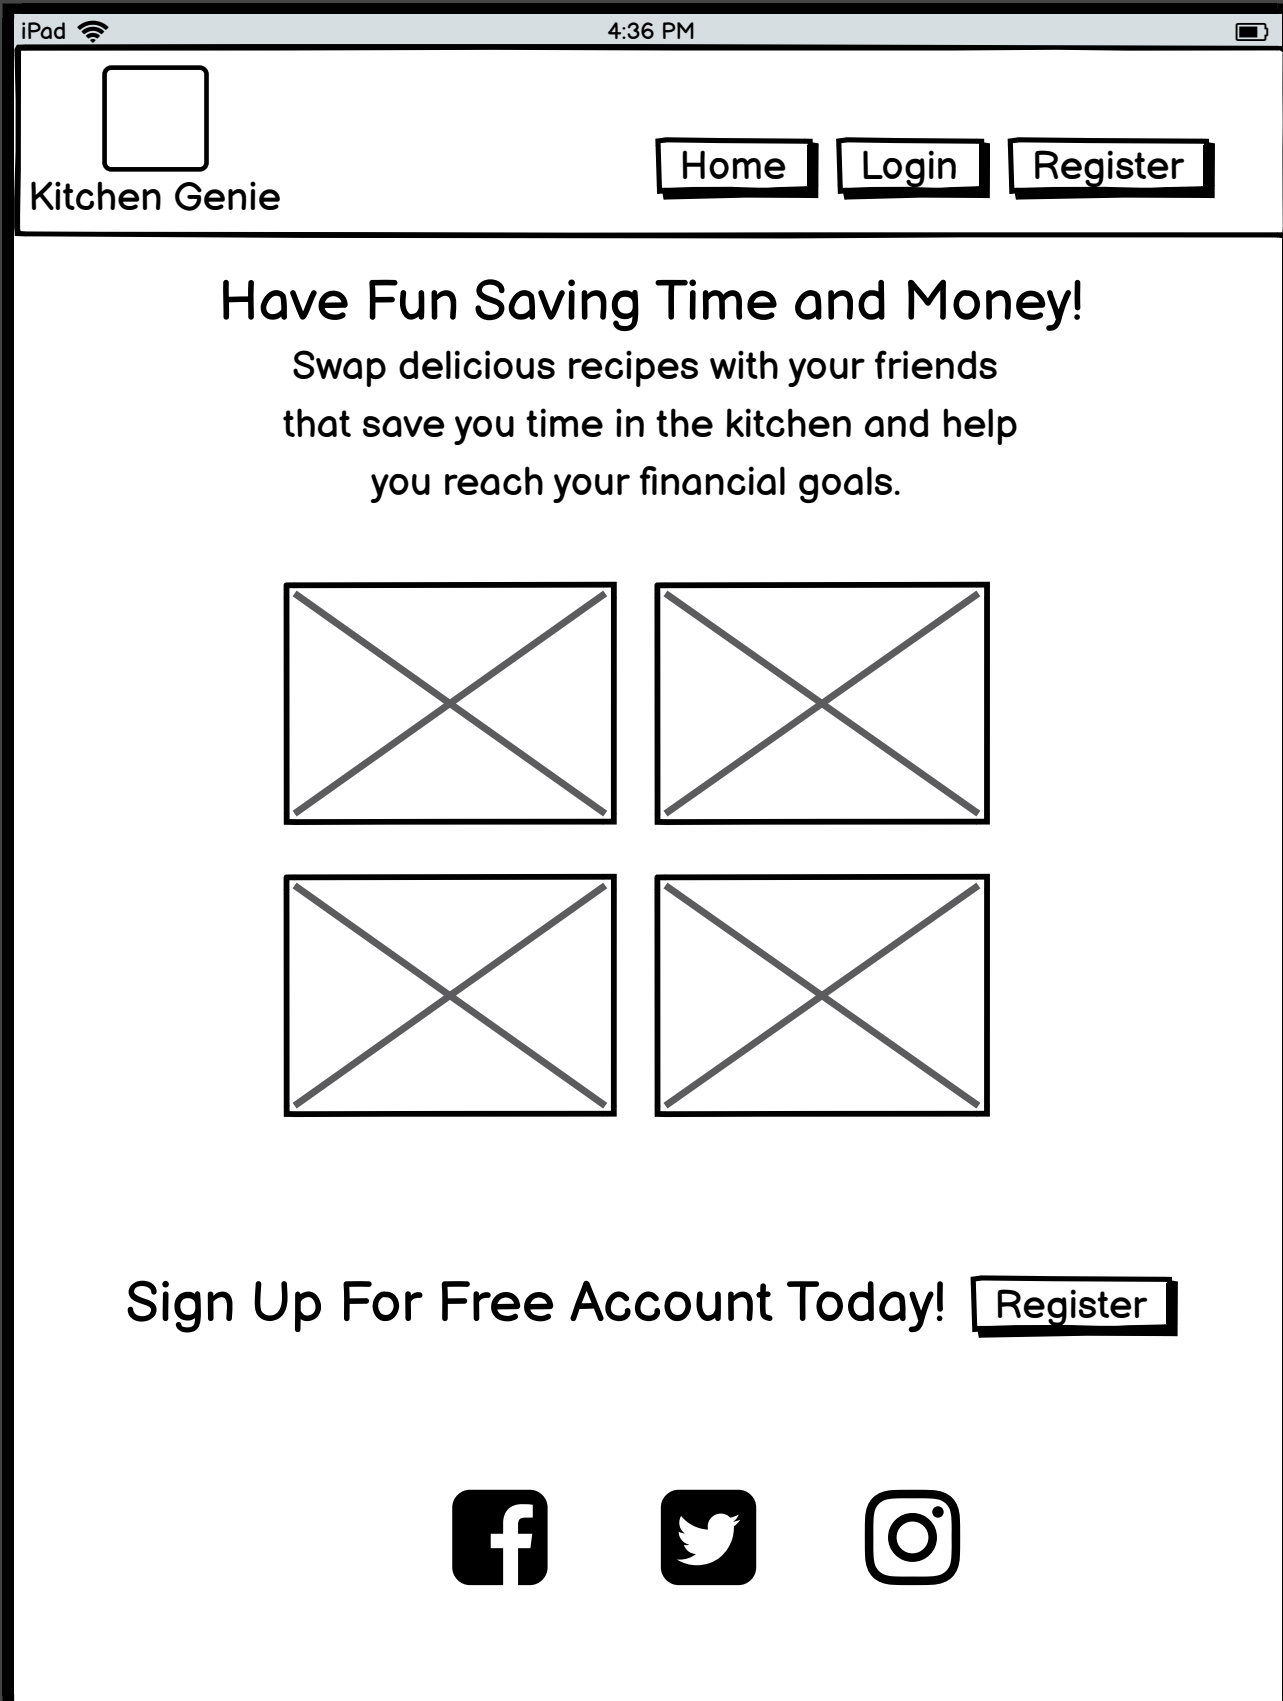 iPad 4:36 PM
Kitchen Genie
Home Login Register
Have Fun Saving Time and Money!
Swap delicious recipes with your friends
that save you time in the kitchen and help
you reach your financial goals.
Sign Up For Free Account Today! Register